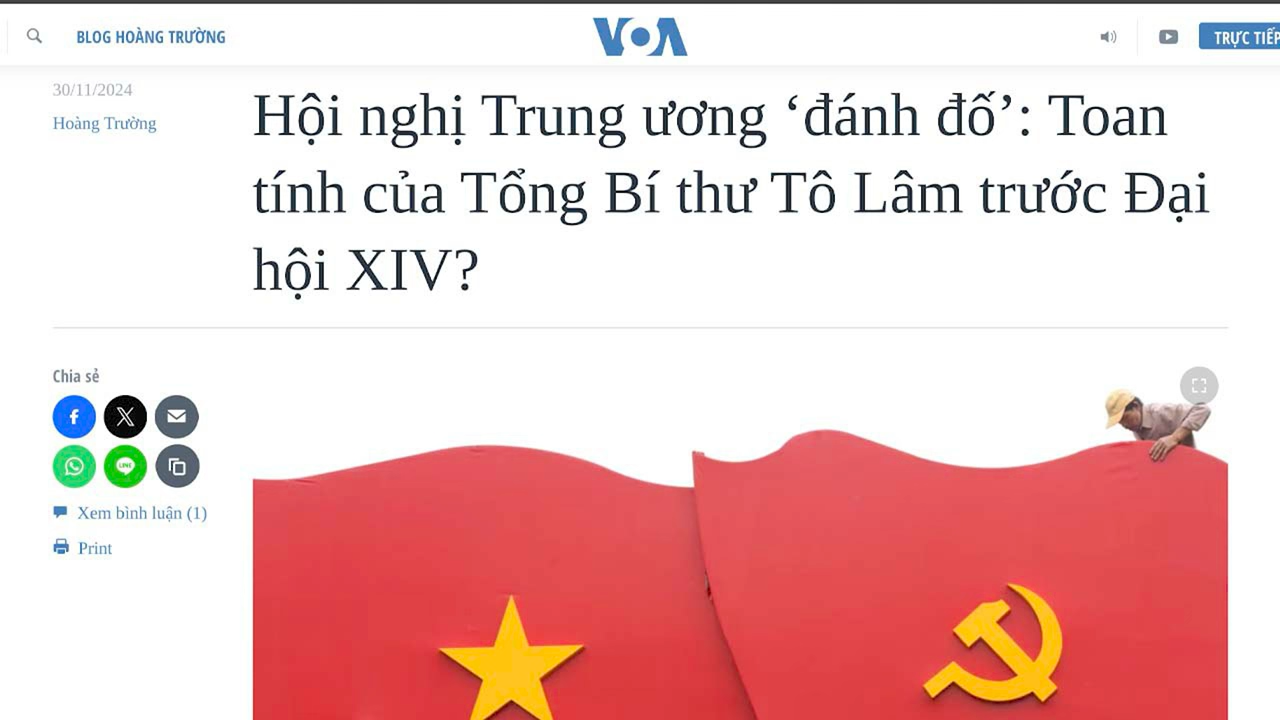 BLOG HOÀNG TRƯỜNG
VOA
TRỰC TIẾP
30/11/2024
Hoàng Trường
Hội nghị Trung ương ‘đánh đố’: Toan
tính của Tổng Bí thư Tô Lâm trước Đại
hội XIV?
Chia sẻ
LINE
Xem bình luận (1)
Print